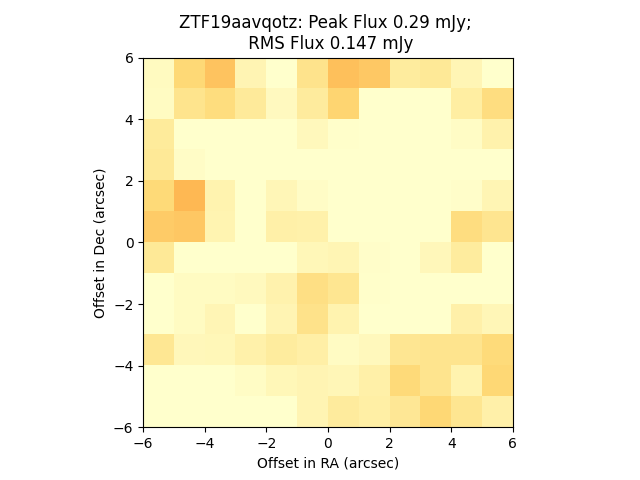 ZTF19aavqotz: Peak Flux 0.29 mJy;
RMS Flux 0.147 mJy
6
4
2
0
−2
−4
−6
Offset in Dec (arcsec)
−6 −4 −2 0 2 4 6
Offset in RA (arcsec)